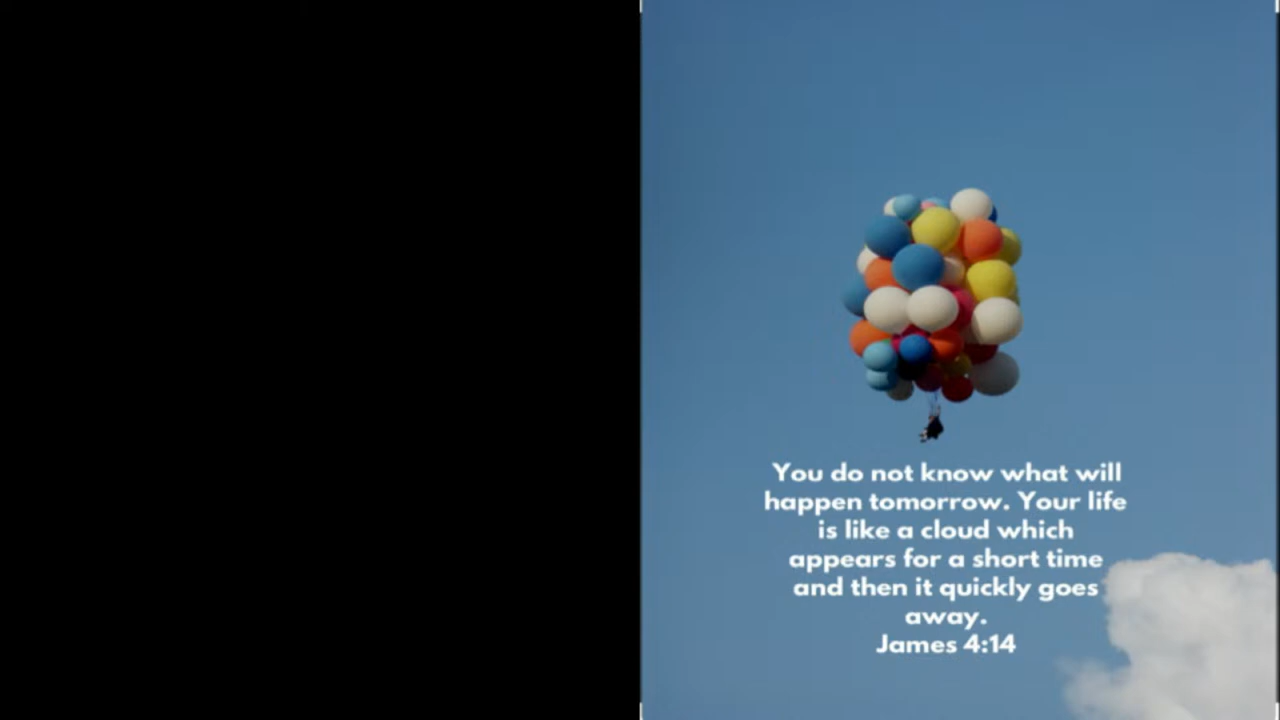 You do not know what will
happen tomorrow. Your life
is like a cloud which
appears for a short time
and then it quickly goes
away.
James 4:14